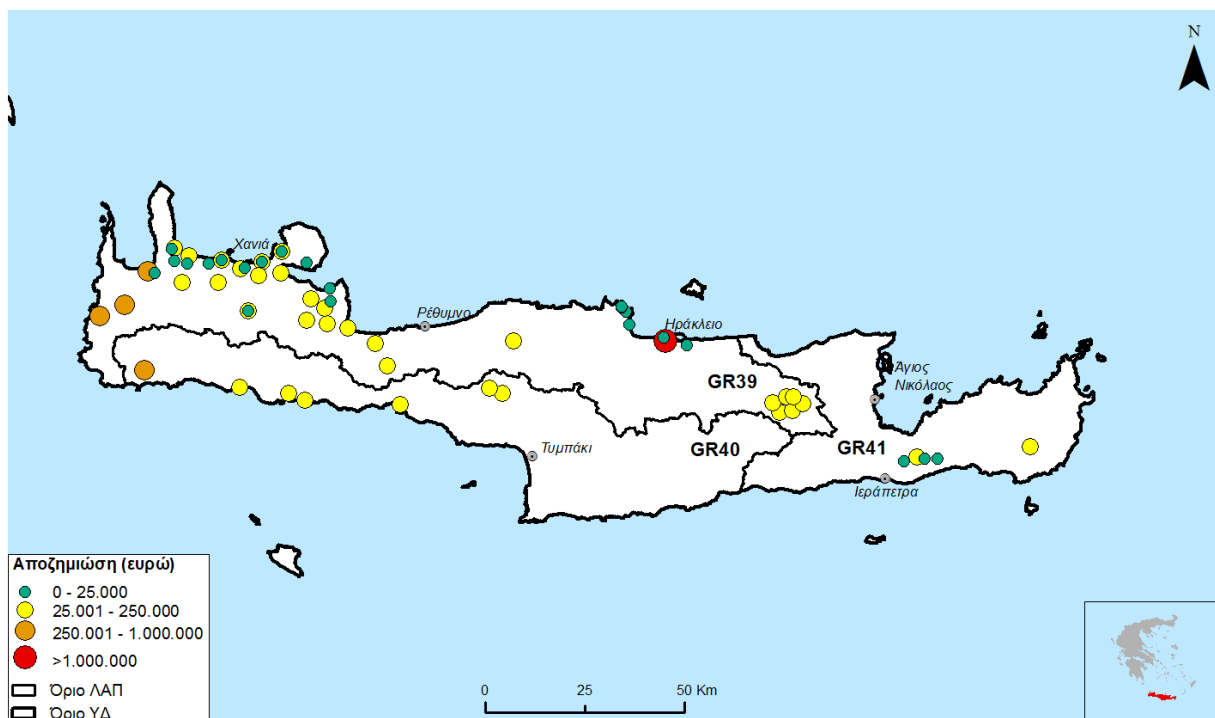 N
Χανιά
Ρέθυμνο
Ηράκλειο
GR39
Άγιος
Νικόλαος
Τυμπάκι
GR40
GR41
Ιεράπετρα
Αποζημιώση (ευρώ)
0 - 25.000
25.001 - 250.000
250.001 - 1.000.000
>1.000.000
Όριο ΛΑΠ
Όριο ΥΔ
0 25 50 Km